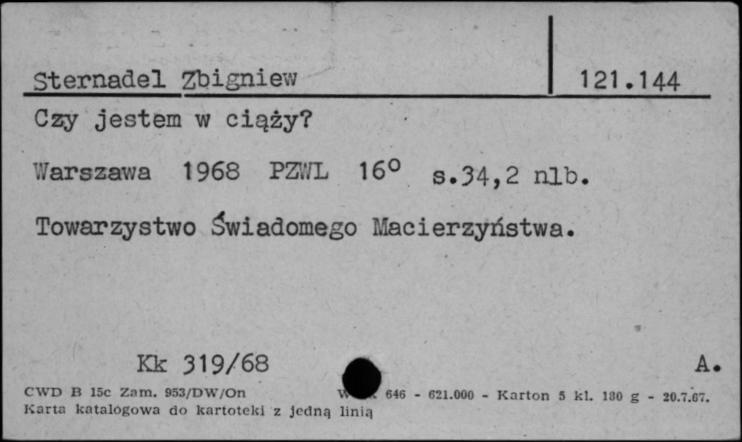 Sternadel Zbigniew 121.144
Czy jestem w ciąży?
Warszawa 1968 PZWL 16° s.34,2 nlb.
Towarzystwo Świadomego Macierzyństwa.
Kk 319/68 A.
CWD B 15c Zam. 953/DW/On 646 - 621.000 - Karton 5 kl. 180 g - 20.7.67.
Karta katalogowa do kartoteki z jedną linią